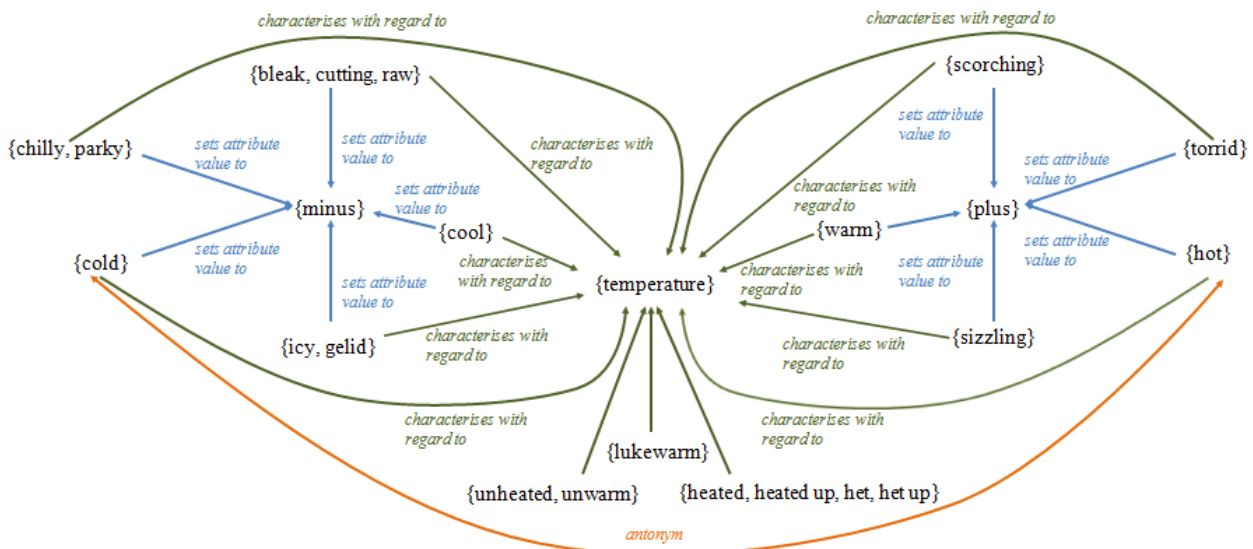 characterises with regard to
characterises with regard to
{bleak, cutting, raw}
{scorching}
{chilly, parky}
sets attribute
value to
sets attribute
value to
characterises with
regard to
sets attribute
value to
{torrid}
sets attribute
value to
sets attribute
value to
characterises with
regard to
{minus}
{cool}
{warm}
{plus}
{cold}
sets attribute
value to
characterises
with regard to
sets attribute
value to
{temperature}
characterises with
regard to
sets attribute
value to
sets attribute
value to
{hot}
{icy, gelid}
characterises with
regard to
characterises with
regard to
{sizzling}
characterises with
regard to
characterises with
regard to
{lukewarm}
{unheated, unwarm}
{heated, heated up, het, het up}
antonym